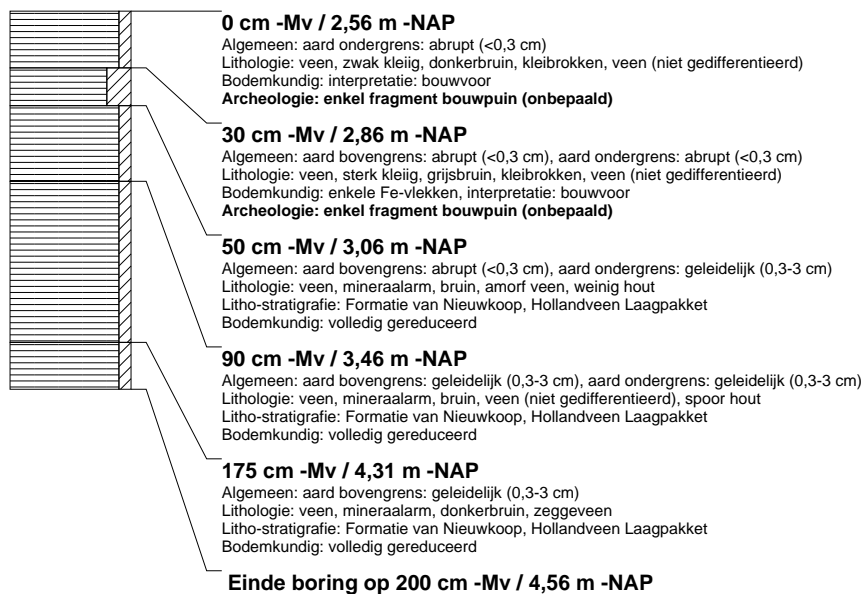 0 cm -Mv / 2,56 m -NAP
Algemeen: aard ondergrens: abrupt (<0,3 cm)
Lithologie: veen, zwak kleiig, donkerbruin, kleibrokken, veen (niet gedifferentieerd)
Bodemkundig: interpretatie: bouwvoor
Archeologie: enkel fragment bouwpuin (onbepaald)
30 cm -Mv / 2,86 m -NAP
Algemeen: aard bovengrens: abrupt (<0,3 cm), aard ondergrens: abrupt (<0,3 cm)
Lithologie: veen, sterk kleiig, grijsbruin, kleibrokken, veen (niet gedifferentieerd)
Bodemkundig: enkele Fe-vlekken, interpretatie: bouwvoor
Archeologie: enkel fragment bouwpuin (onbepaald)
50 cm -Mv / 3,06 m -NAP
Algemeen: aard bovengrens: abrupt (<0,3 cm), aard ondergrens: geleidelijk (0,3-3 cm)
Lithologie: veen, mineraalarm, bruin, amorf veen, weinig hout
Litho-stratigrafie: Formatie van Nieuwkoop, Hollandveen Laagpakket
Bodemkundig: volledig gereduceerd
90 cm -Mv / 3,46 m -NAP
Algemeen: aard bovengrens: geleidelijk (0,3-3 cm), aard ondergrens: geleidelijk (0,3-3 cm)
Lithologie: veen, mineraalarm, bruin, veen (niet gedifferentieerd), spoor hout
Litho-stratigrafie: Formatie van Nieuwkoop, Hollandveen Laagpakket
Bodemkundig: volledig gereduceerd
175 cm -Mv / 4,31 m -NAP
Algemeen: aard bovengrens: geleidelijk (0,3-3 cm)
Lithologie: veen, mineraalarm, donkerbruin, zeggeveen
Litho-stratigrafie: Formatie van Nieuwkoop, Hollandveen Laagpakket
Bodemkundig: volledig gereduceerd
Einde boring op 200 cm -Mv / 4,56 m -NAP